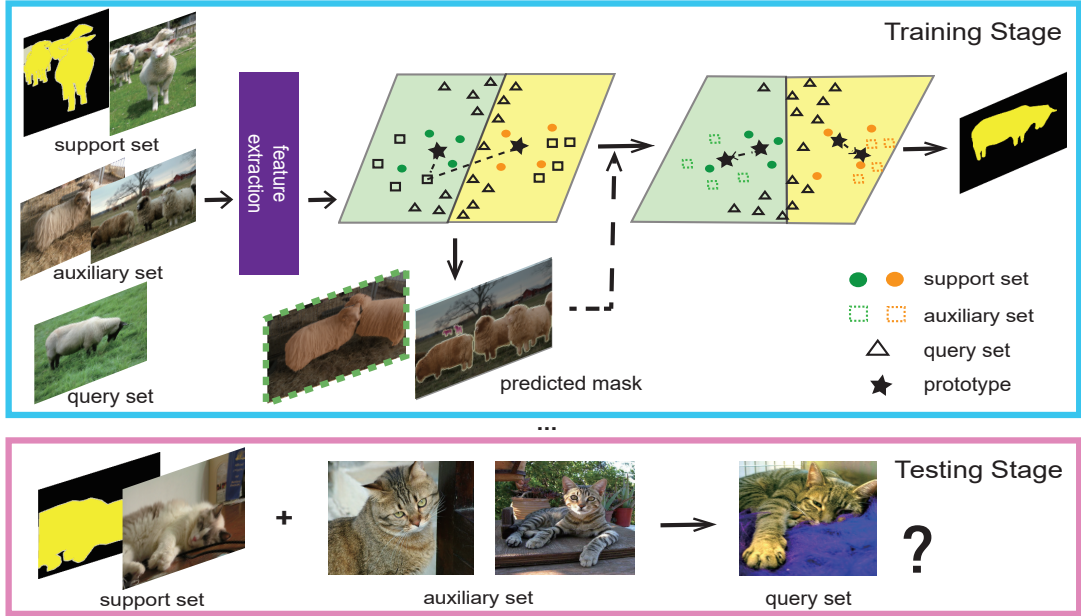 Training Stage
support set
feature
extraction
auxiliary set
support set
auxiliary set
query set
query set
predicted mask
prototype
...
Testing Stage
+
?
support set
auxiliary set
query set